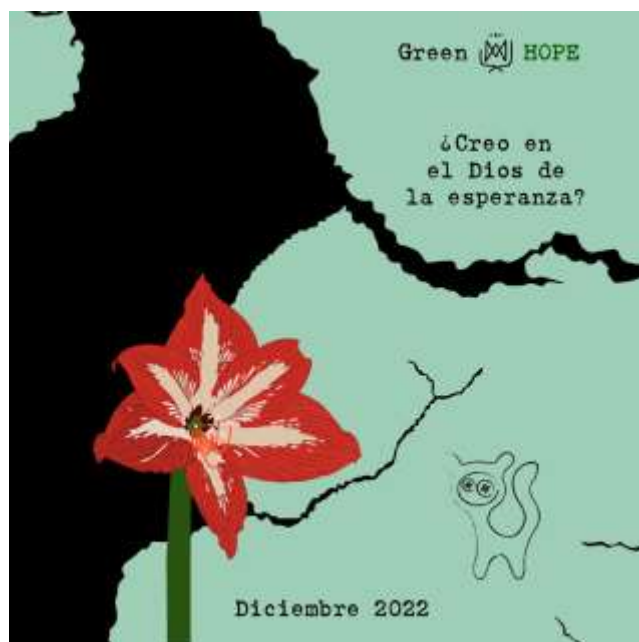 Green HOPE
¿Creo en
el Dios de
la esperanza?
Diciembre 2022